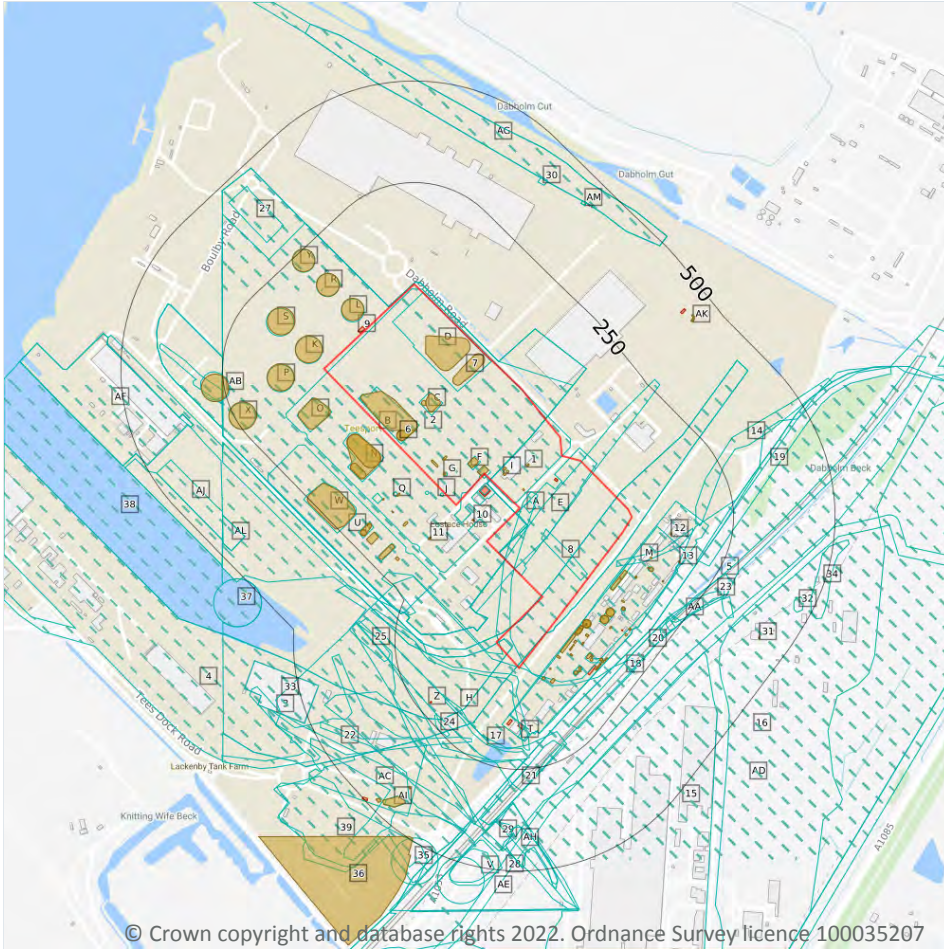 Dabholm Cut
AG
30
Dabholm Gut
AM
27
Boulby Road
Y
R
Dabholm Road
500
AK
L
S
9
250
D
K
7
P
AB
AF
C
X
O
2
B
6
14
19
Dabholm Beck
N
F
1
G
I
Q
J
AJ
W
A
E
38
10
U
12
AL
11
8
M
13
5
34
23
37
32
AA
31
25
20
18
4
33
Z
H
3
24
16
T
22
17
Tees Dock Road
Lackenby Tank Farm
AC
21
AD
AI
15
Knitting Wife Beck
39
29
AH
A1085
35
V
28
36
AE
A1053
© Crown copyright and database rights 2022. Ordnance Survey licence 100035207